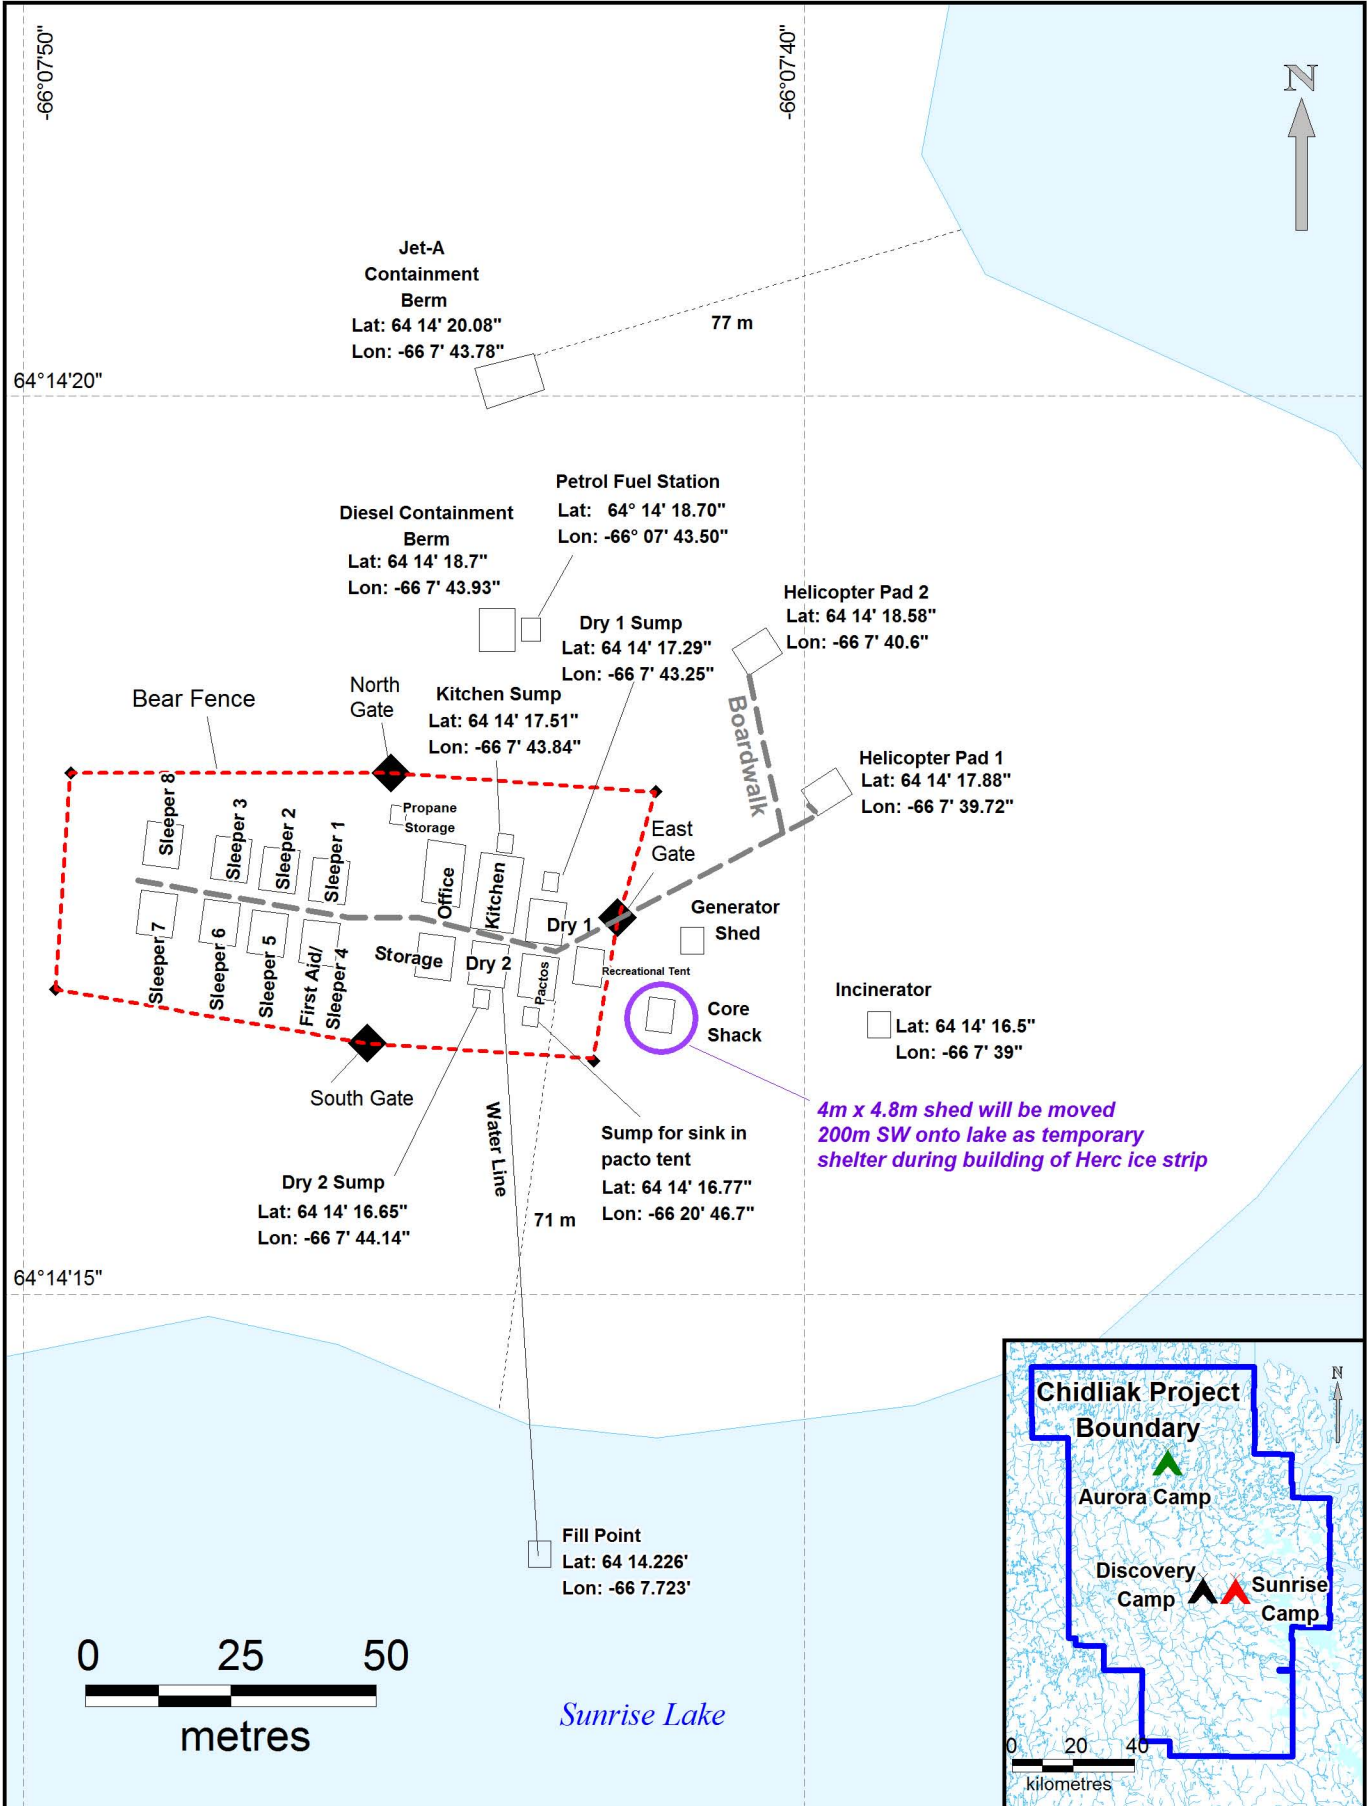 -66°07'50"
-66°07'40"
N
Jet-A
Containment
Berm
Lat: 64 14' 20.08"
Lon: -66 7' 43.78"
77 m
64°14'20"
Petrol Fuel Station
Lat: 64° 14' 18.70"
Lon: -66° 07' 43.50"
Diesel Containment
Berm
Lat: 64 14' 18.7"
Lon: -66 7' 43.93"
Helicopter Pad 2
Lat: 64 14' 18.58"
Lon: -66 7' 40.6"
Dry 1 Sump
Lat: 64 14' 17.29"
Lon: -66 7' 43.25"
Bear Fence
North
Gate
Kitchen Sump
Lat: 64 14' 17.51"
Lon: -66 7' 43.84"
Boardwalk
Helicopter Pad 1
Lat: 64 14' 17.88"
Lon: -66 7' 39.72"
Sleeper 8
Sleeper 3
Sleeper 2
Sleeper 1
Propane
Storage
Office
Kitchen
East
Gate
Dry 1
Generator
Shed
Sleeper 7
Sleeper 6
Sleeper 5
First Aid/
Sleeper 4
Storage
Dry 2
Pactos
Recreational Tent
Core
Shack
Incinerator
Lat: 64 14' 16.5"
Lon: -66 7' 39"
South Gate
4m x 4.8m shed will be moved
200m SW onto lake as temporary
shelter during building of Herc ice strip
Water Line
Sump for sink in
pacto tent
Lat: 64 14' 16.77"
Lon: -66 20' 46.7"
Dry 2 Sump
Lat: 64 14' 16.65"
Lon: -66 7' 44.14"
71 m
64°14'15"
Fill Point
Lat: 64 14.226'
Lon: -66 7.723'
0 25 50
metres
Sunrise Lake
N
Chidliak Project
Boundary
Aurora Camp
Discovery
Camp
Sunrise
Camp
0 20 40
kilometres